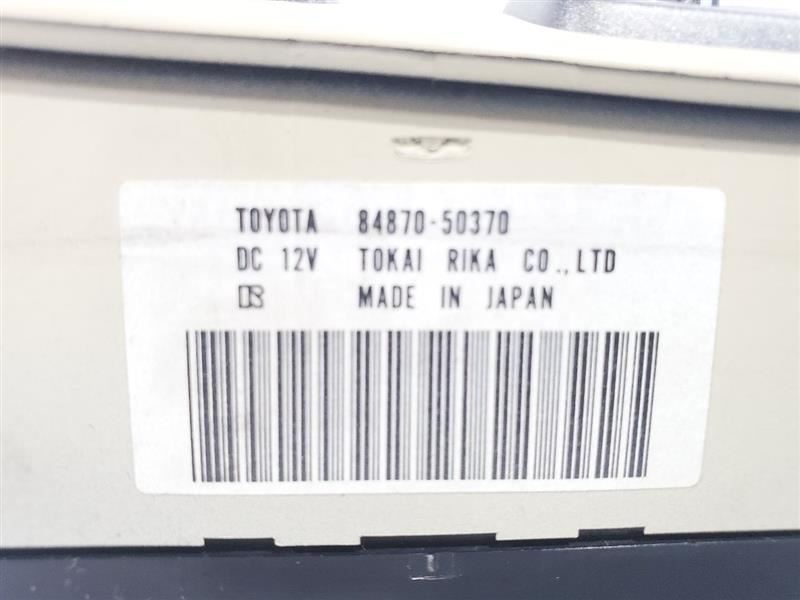 TOYOTA 84870-50370
DC 12V TOKAI RIKA CO.,LTD
MADE IN JAPAN